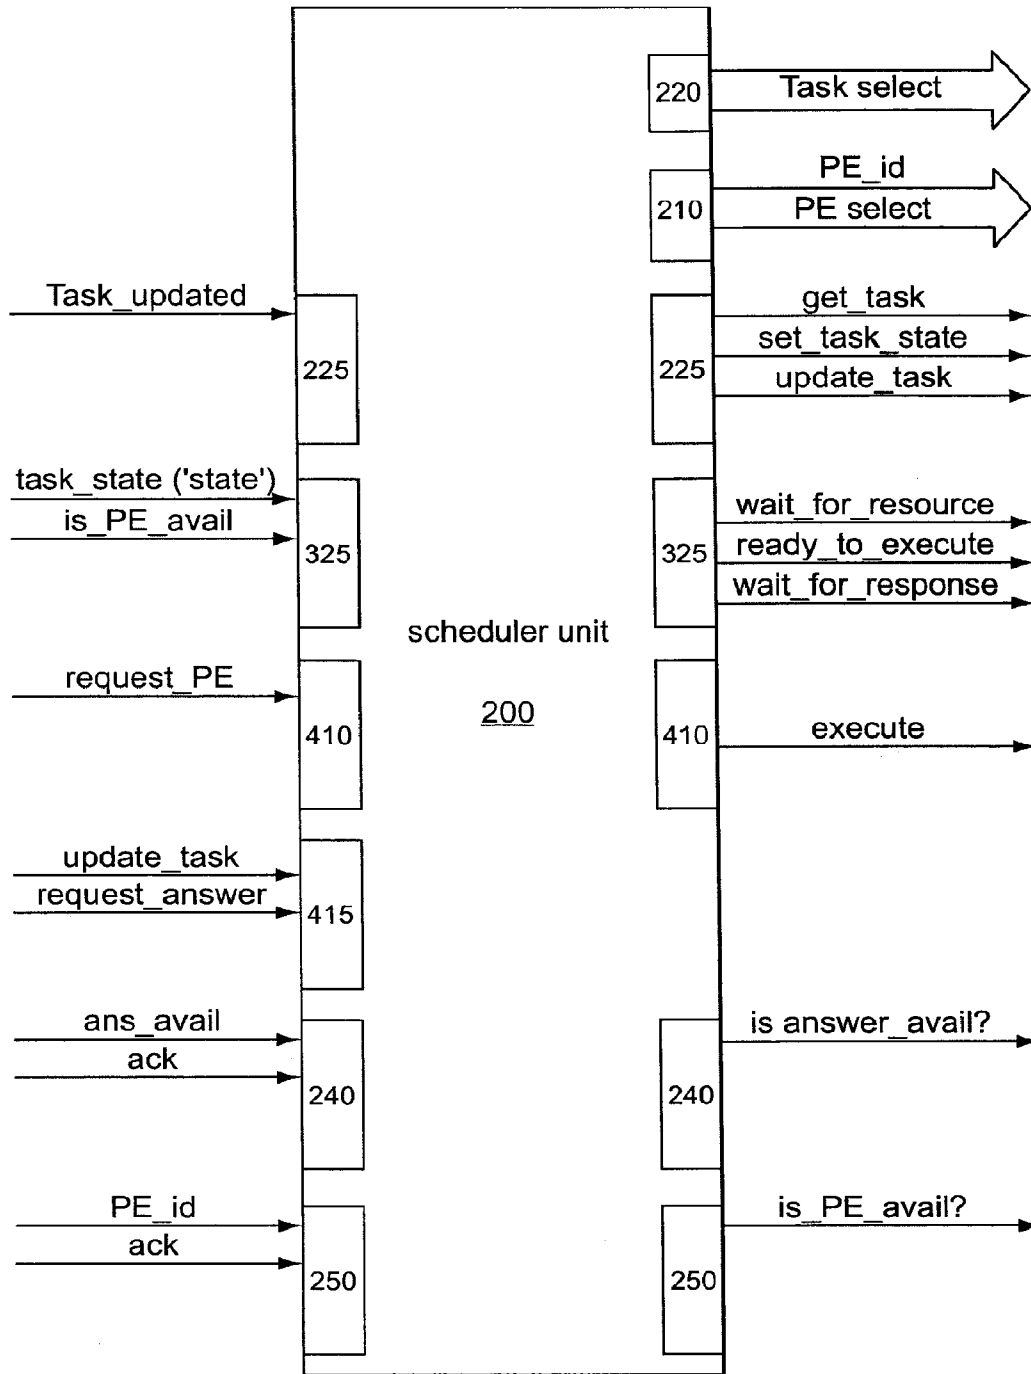 220
Task select
PE_id
210
PE select
Task_updated
get_task
set_task_state
225
225
update_task
task_state ('state')
is_PE_avail
wait_for_resource
325
325
ready_to_execute
wait_for_response
scheduler unit
request_PE
200
410
410
execute
update_task
request_answer
415
ans_avail
is answer_avail?
ack
240
240
PE_id
is_PE_avail?
ack
250
250